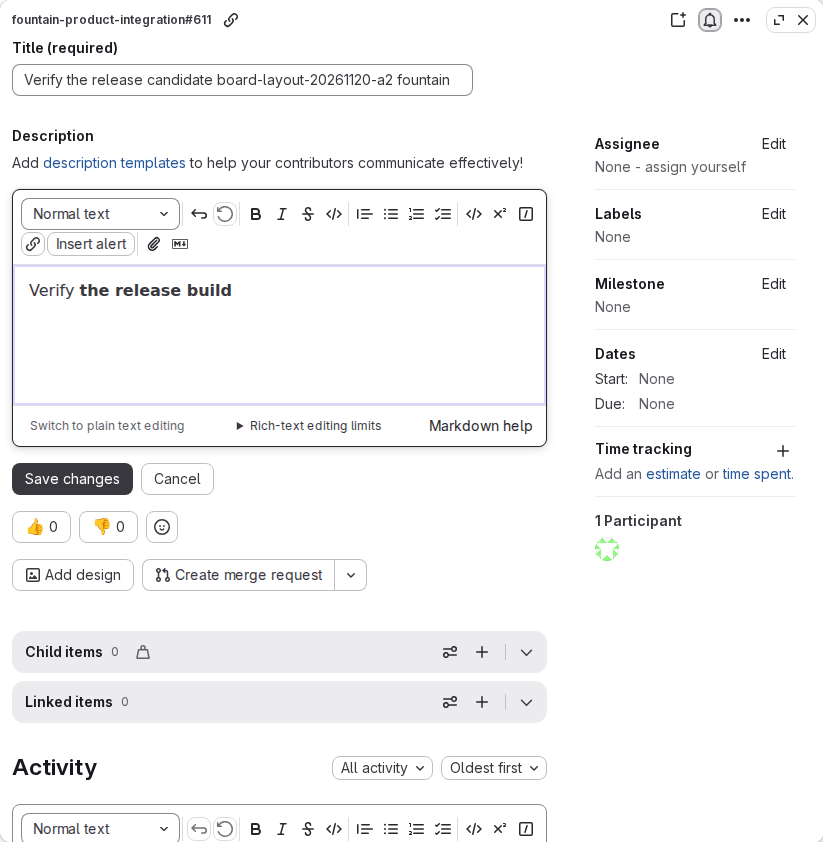 fountain-product-integration#611
Title (required)
Verify the release candidate board-layout-20261120-a2 fountain
Description
Add description templates to help your contributors communicate effectively!
Normal text
Insert alert
Verify the release build
Switch to plain text editing
Rich-text editing limits
Markdown help
Save changes
Cancel
👍 0
👎 0
Add design
Create merge request
Child items 0
Linked items 0
Activity
All activity
Oldest first
Normal text
Assignee
Edit
None - assign yourself
Labels
Edit
None
Milestone
Edit
None
Dates
Edit
Start: None
Due: None
Time tracking
Add an estimate or time spent.
1 Participant